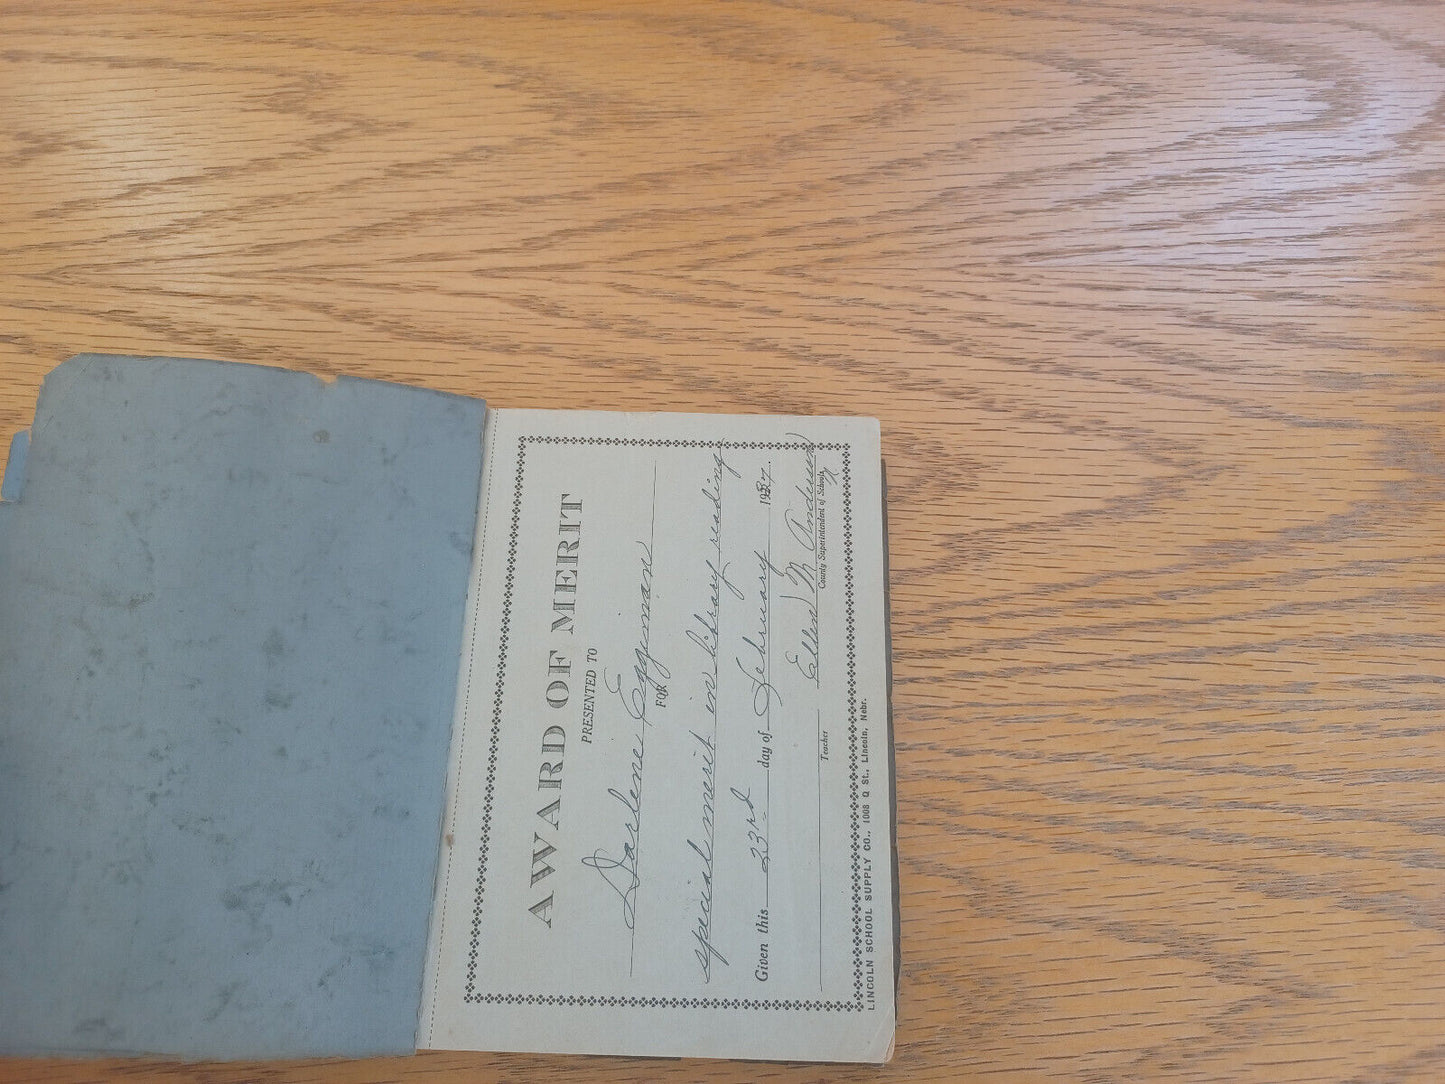 AWARD OF MERIT
PRESENTED TO
Darlene Eggiman
FOR
special merit in library reading
Given this 23rd day of February 1937
Ellen M Anderson
Teacher County Superintendent of Schools
LINCOLN SCHOOL SUPPLY CO., 1008 Q St., Lincoln, Nebr.